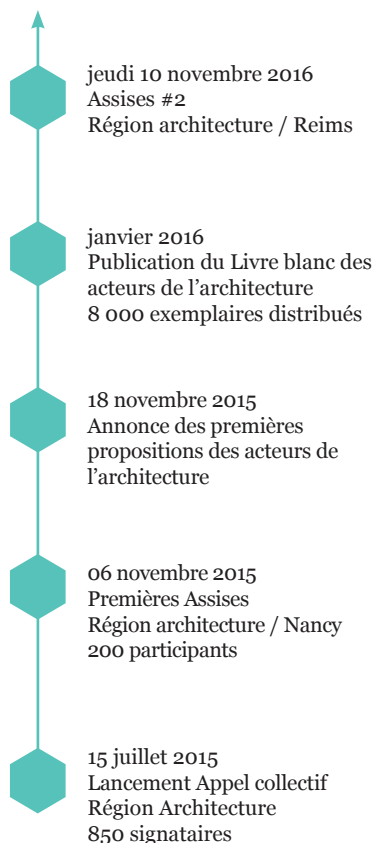 jeudi 10 novembre 2016
Assises #2
Région architecture / Reims
janvier 2016
Publication du Livre blanc des
acteurs de l’architecture
8 000 exemplaires distribués
18 novembre 2015
Annonce des premières
propositions des acteurs de
l’architecture
06 novembre 2015
Premières Assises
Région architecture / Nancy
200 participants
15 juillet 2015
Lancement Appel collectif
Région Architecture
850 signataires